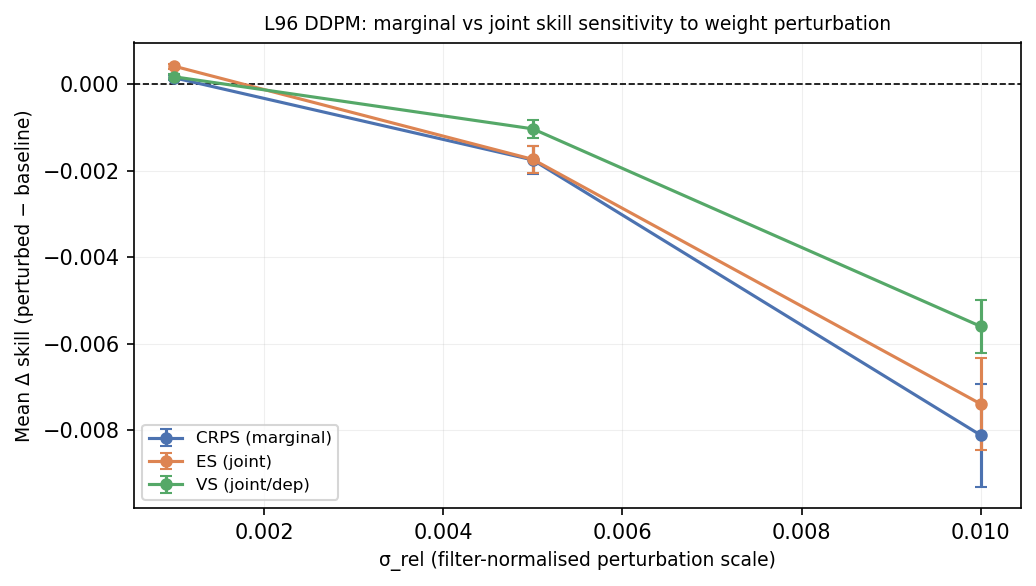 L96 DDPM: marginal vs joint skill sensitivity to weight perturbation
Mean Δ skill (perturbed − baseline)
0.000
−0.002
−0.004
−0.006
−0.008
CRPS (marginal)
ES (joint)
VS (joint/dep)
0.002
0.004
0.006
0.008
0.010
σ_rel (filter-normalised perturbation scale)